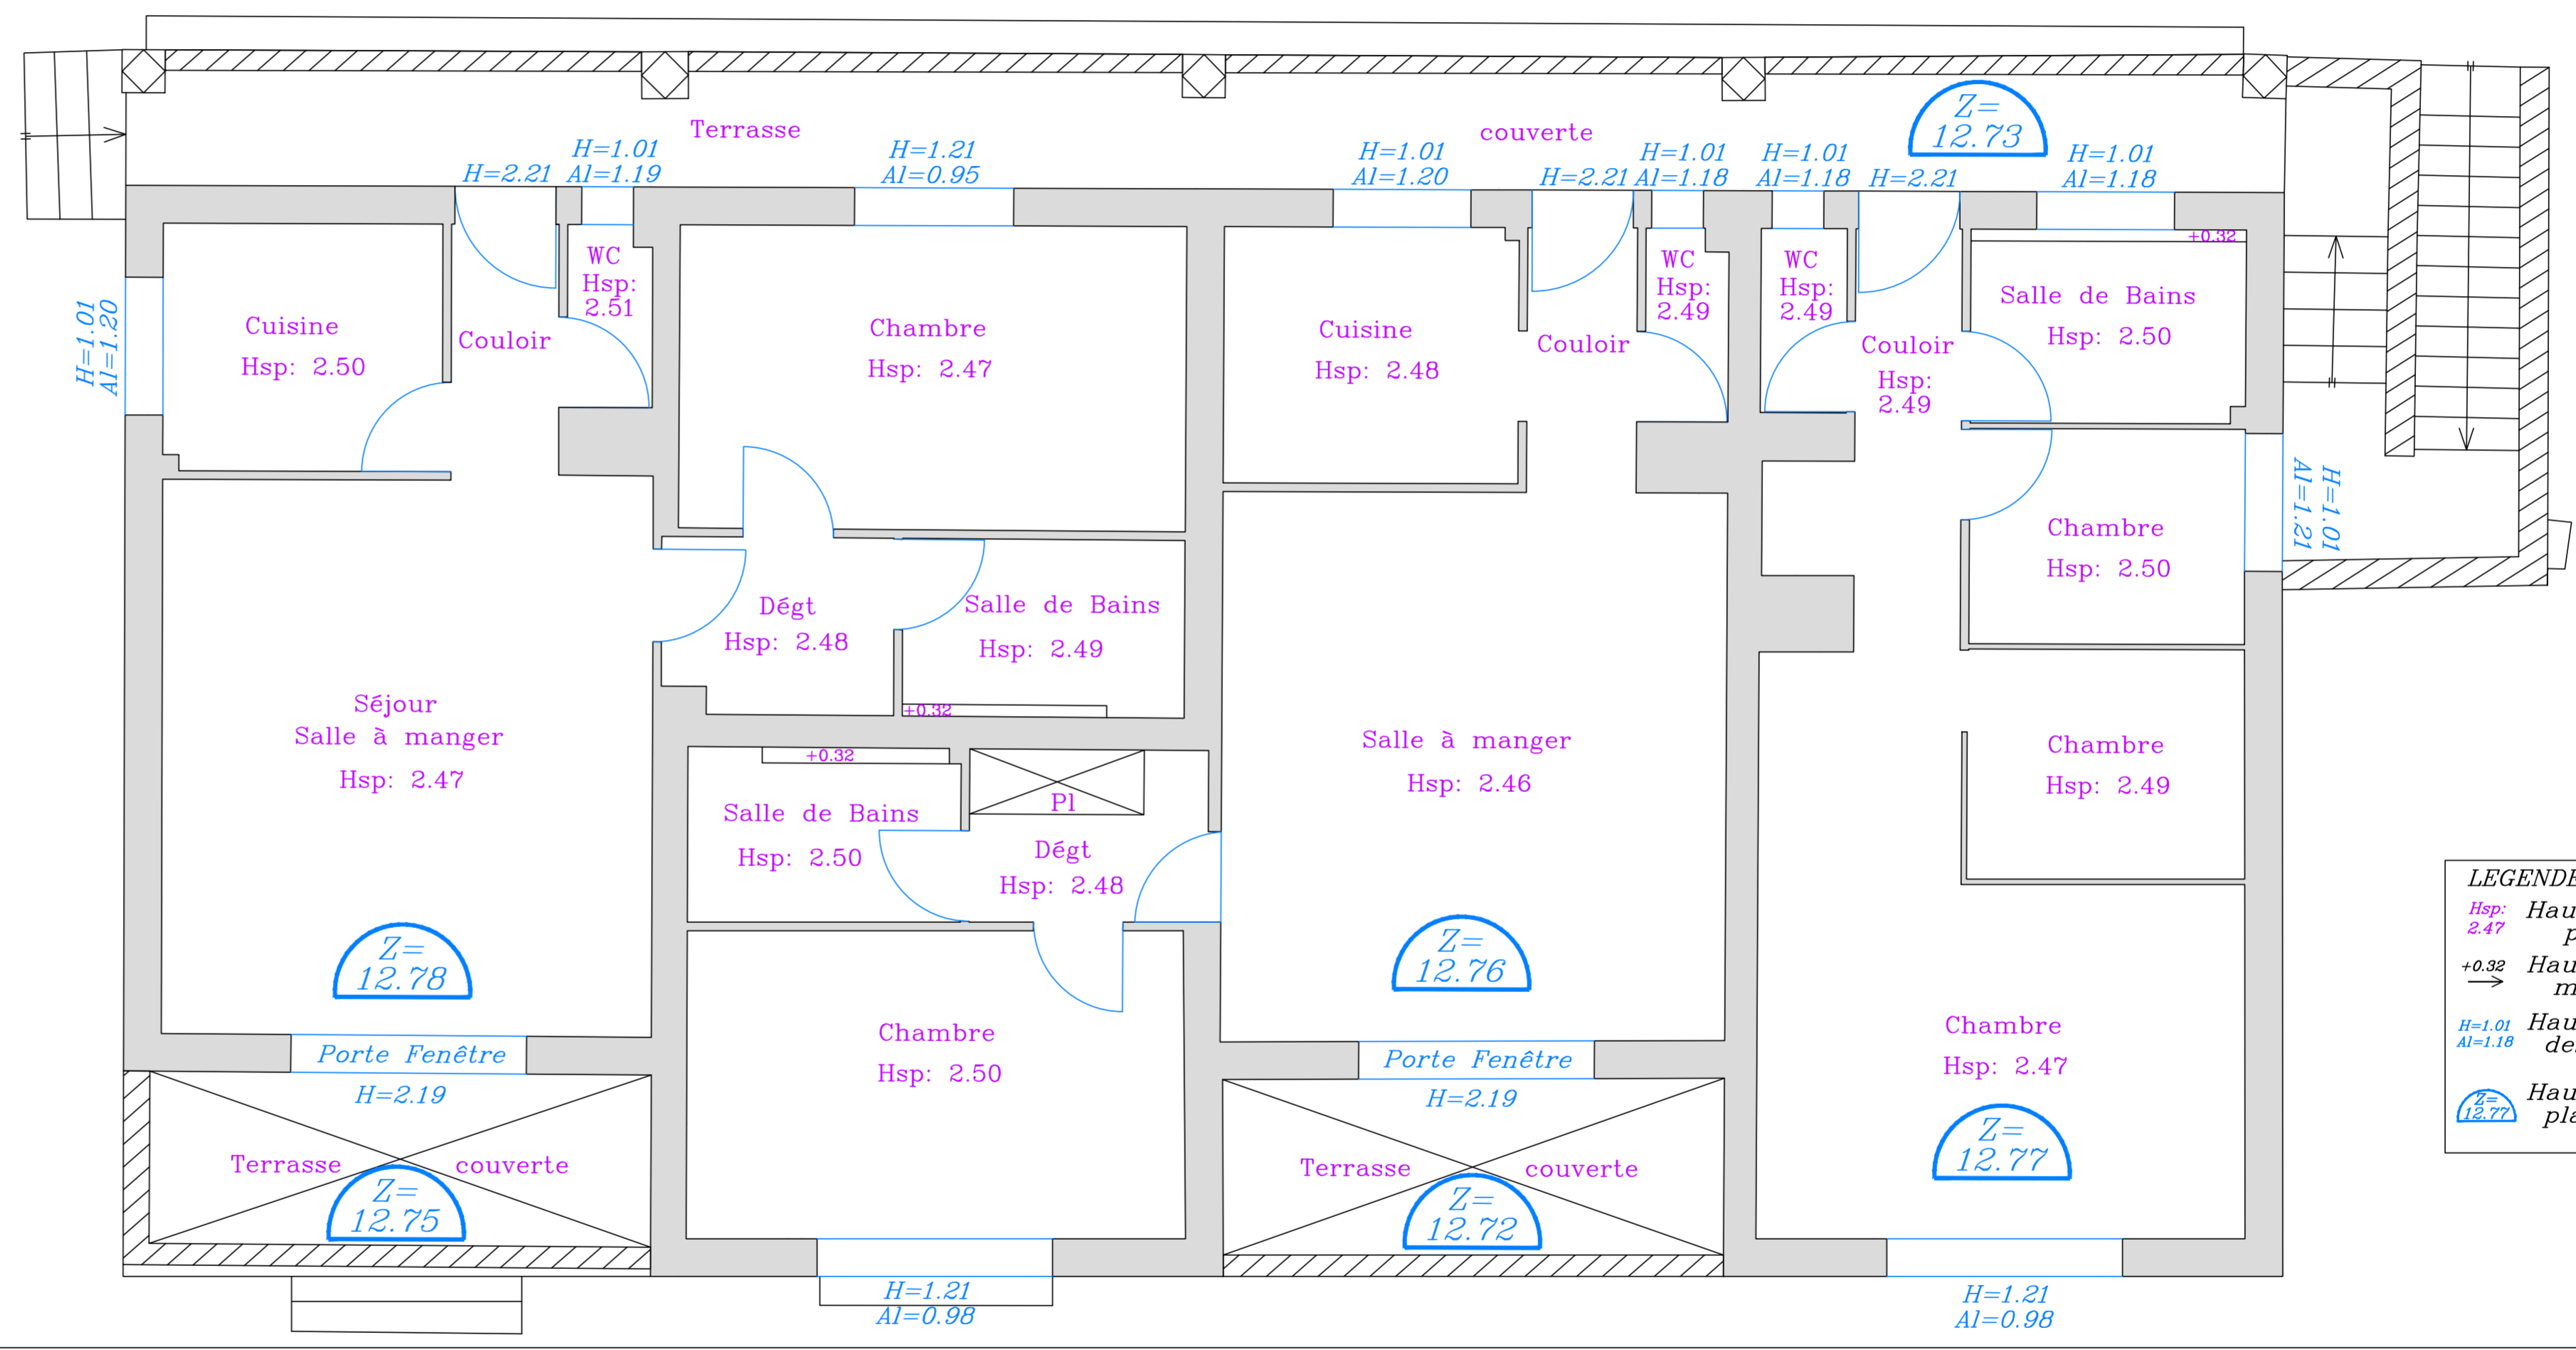 Z=
12.73
Terrasse couverte
H=2.21
H=1.01
Al=1.19
H=1.21
Al=0.95
H=1.01
Al=1.20
H=2.21
H=1.01
Al=1.18
H=1.01
Al=1.18
H=2.21
H=1.01
Al=1.18
H=1.01
Al=1.20
Cuisine
Hsp: 2.50
Couloir
WC
Hsp:
2.51
Chambre
Hsp: 2.47
Cuisine
Hsp: 2.48
Couloir
WC
Hsp:
2.49
WC
Hsp:
2.49
Couloir
Hsp:
2.49
+0.32
Salle de Bains
Hsp: 2.50
H=1.01
Al=1.21
Chambre
Hsp: 2.50
Dégt
Hsp: 2.48
Salle de Bains
Hsp: 2.49
+0.32
Séjour
Salle à manger
Hsp: 2.47
+0.32
Salle de Bains
Hsp: 2.50
Pl
Dégt
Hsp: 2.48
Salle à manger
Hsp: 2.46
Chambre
Hsp: 2.49
Z=
12.78
Z=
12.76
Chambre
Hsp: 2.50
Chambre
Hsp: 2.47
Porte Fenêtre
H=2.19
Porte Fenêtre
H=2.19
Z=
12.77
Terrasse couverte
Z=
12.75
Terrasse couverte
Z=
12.72
H=1.21
Al=0.98
H=1.21
Al=0.98
LEGENDE
Hsp:
2.47
Hau
p
+0.32
Hau
m
H=1.01
Al=1.18
Hau
de
Z=
12.77
Hau
pla